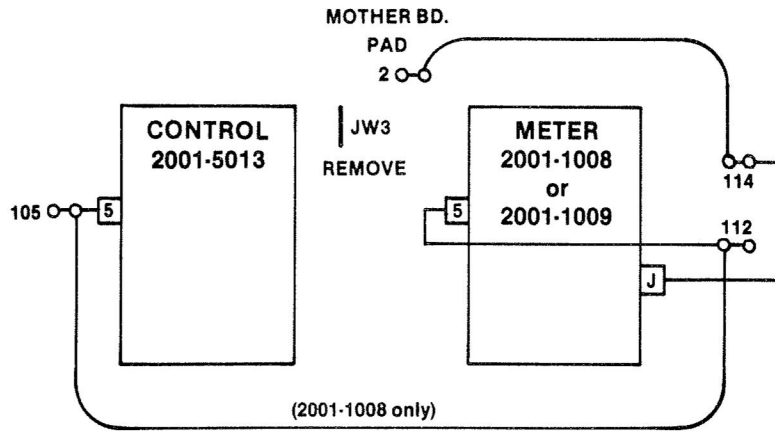 MOTHER BD.
PAD
2
CONTROL
2001-5013
JW3
REMOVE
METER
2001-1008
or
2001-1009
114
105
5
5
112
J
(2001-1008 only)